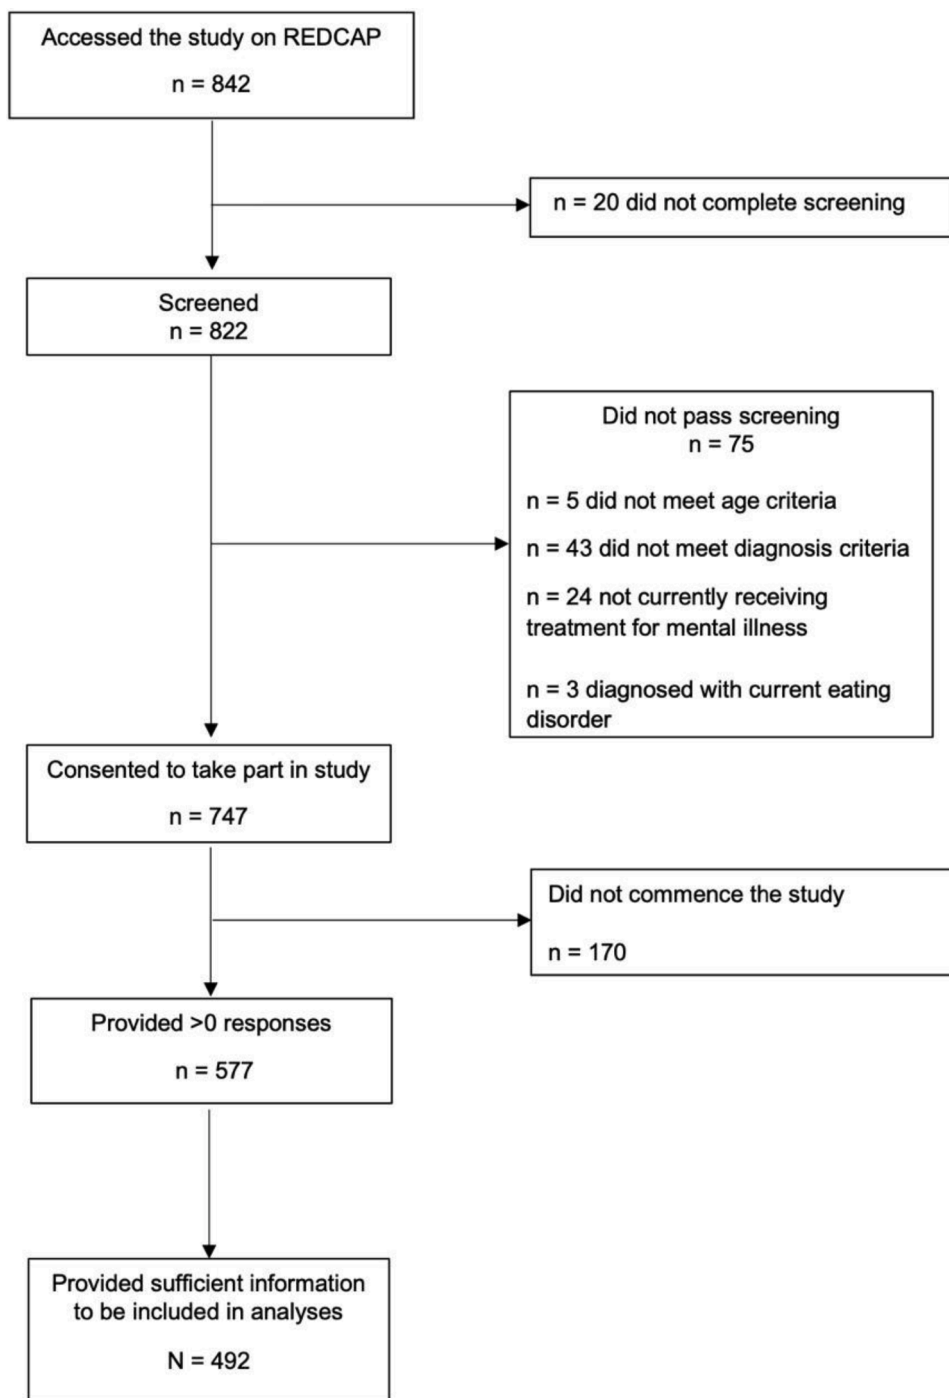 Accessed the study on REDCAP
n = 842
n = 20 did not complete screening
Screened
n = 822
Did not pass screening
n = 75
n = 5 did not meet age criteria
n = 43 did not meet diagnosis criteria
n = 24 not currently receiving
treatment for mental illness
n = 3 diagnosed with current eating
disorder
Consented to take part in study
n = 747
Did not commence the study
n = 170
Provided >0 responses
n = 577
Provided sufficient information
to be included in analyses
N = 492